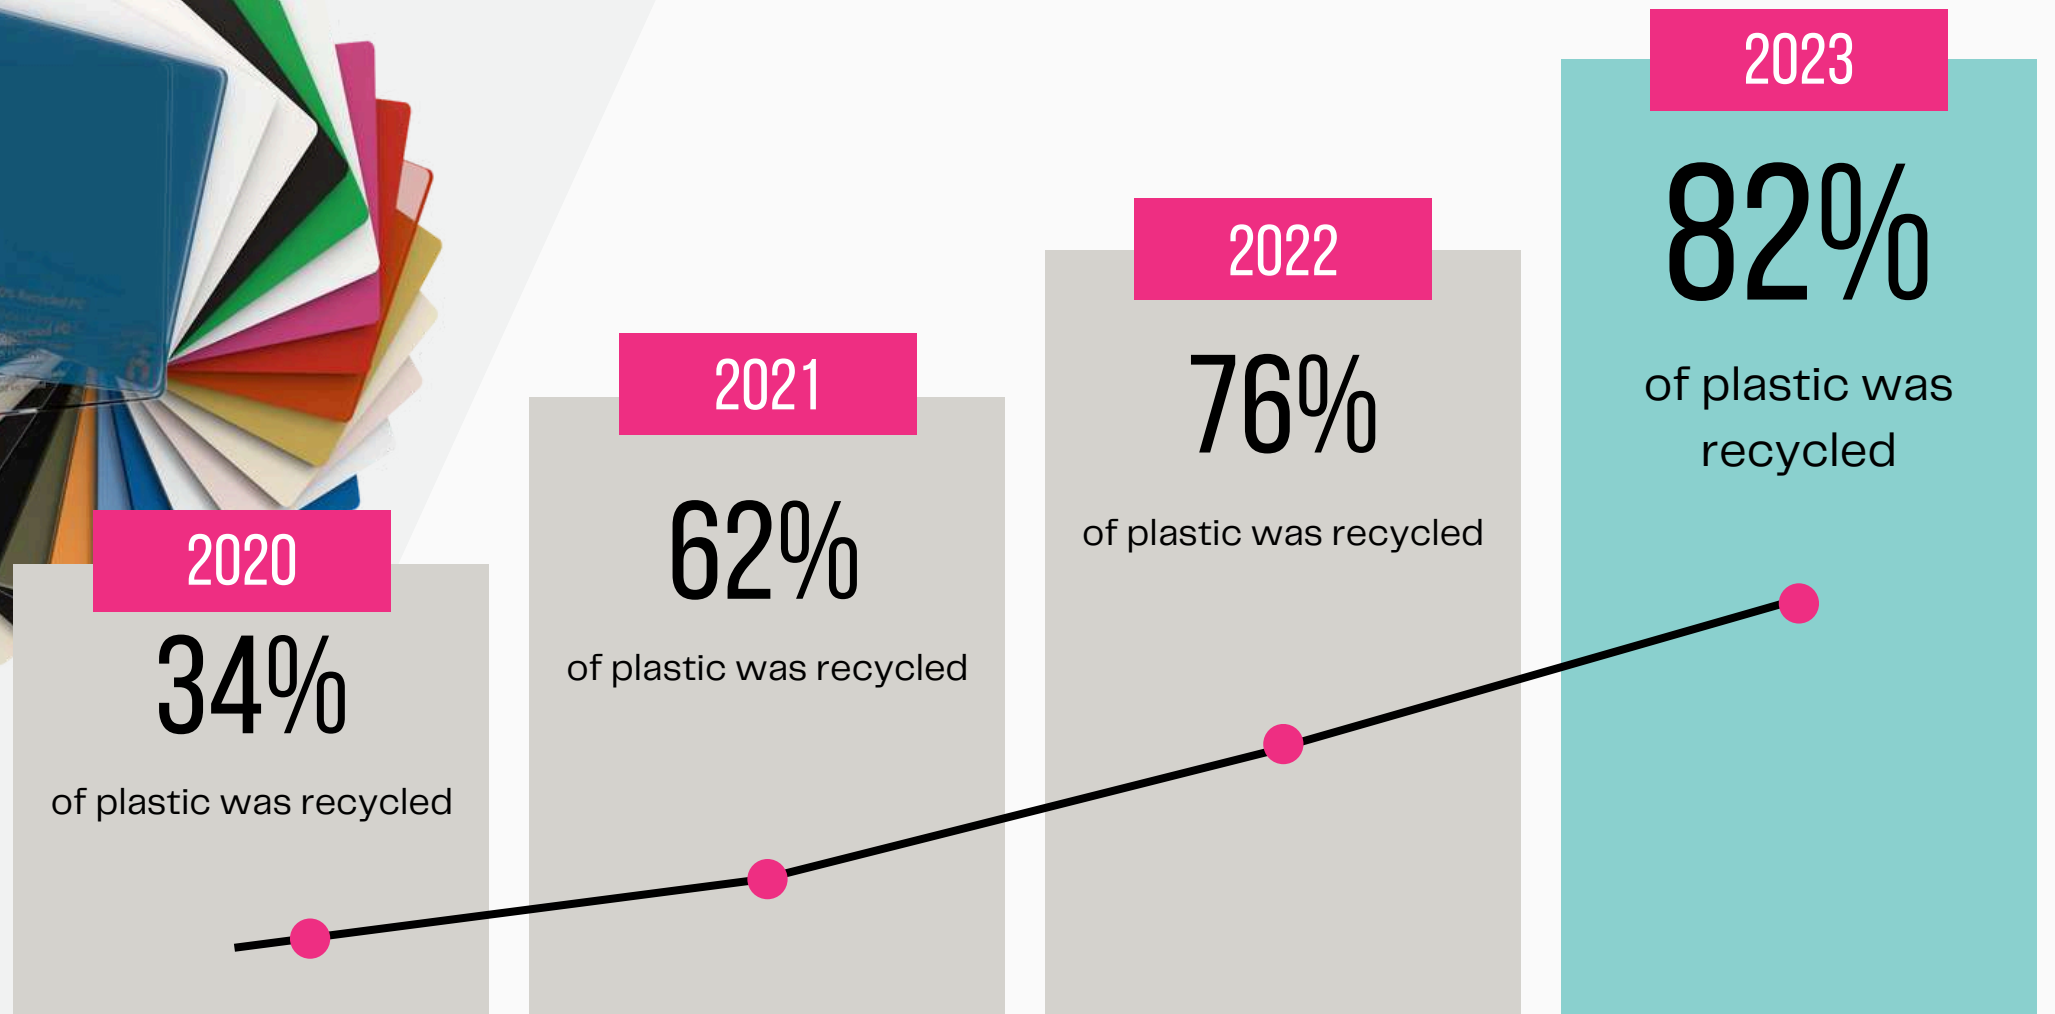 2020
34%
of plastic was recycled
2021
62%
of plastic was recycled
2022
76%
of plastic was recycled
2023
82%
of plastic was
recycled